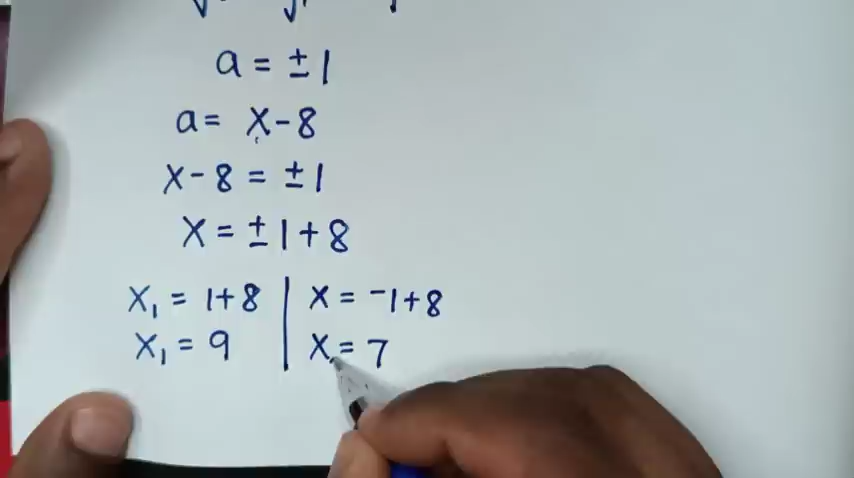 a = ±1
a = x-8
x-8 = ±1
x = ±1+8
x₁ = 1+8 | x = -1+8
x₁ = 9 | x = 7